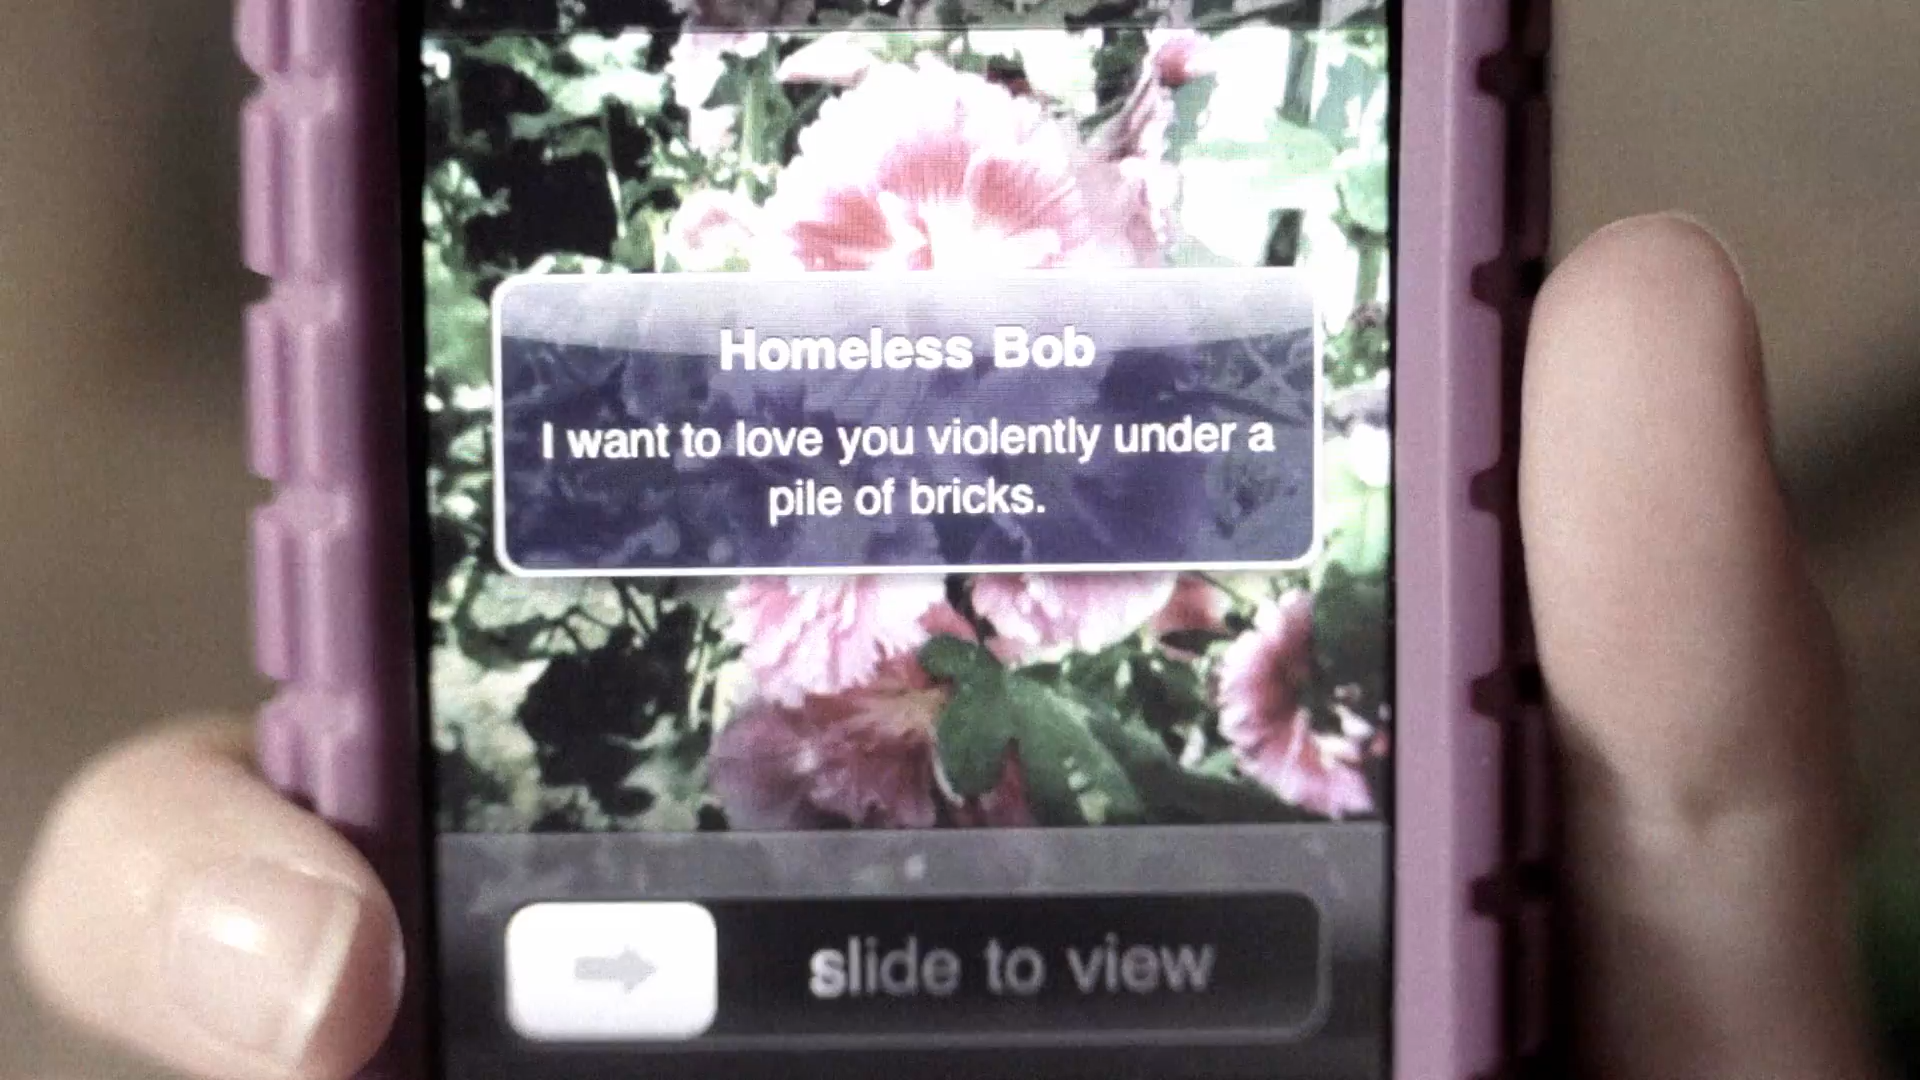 Homeless Bob
I want to love you violently under a
pile of bricks.
slide to view